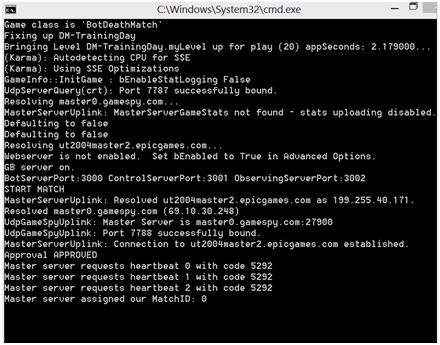 C:\Windows\System32\cmd.exe
Game class is 'BotDeathMatch'
Fixing up DM-TrainingDay
Bringing Level DM-TrainingDay.myLevel up for play (20) appSeconds: 2.179000...
(Karma): Autodetecting CPU for SSE
(Karma): Using SSE Optimizations
GameInfo::InitGame : bEnableStatLogging False
UdpServerQuery(crt): Port 7787 successfully bound.
Resolving master0.gamespy.com...
MasterServerUplink: MasterServerGameStats not found - stats uploading disabled.
Defaulting to false
Defaulting to false
Resolving ut2004master2.epicgames.com...
Webserver is not enabled.  Set bEnabled to True in Advanced Options.
GB server on.
BotServerPort:3000 ControlServerPort:3001 ObservingServerPort:3002
START MATCH
MasterServerUplink: Resolved ut2004master2.epicgames.com as 199.255.40.171.
Resolved master0.gamespy.com (69.10.30.248)
UdpGameSpyUplink: Master Server is master0.gamespy.com:27900
UdpGameSpyUplink: Port 7788 successfully bound.
MasterServerUplink: Connection to ut2004master2.epicgames.com established.
Approval APPROVED
Master server requests heartbeat 0 with code 5292
Master server requests heartbeat 1 with code 5292
Master server requests heartbeat 2 with code 5292
Master server assigned our MatchID: 0